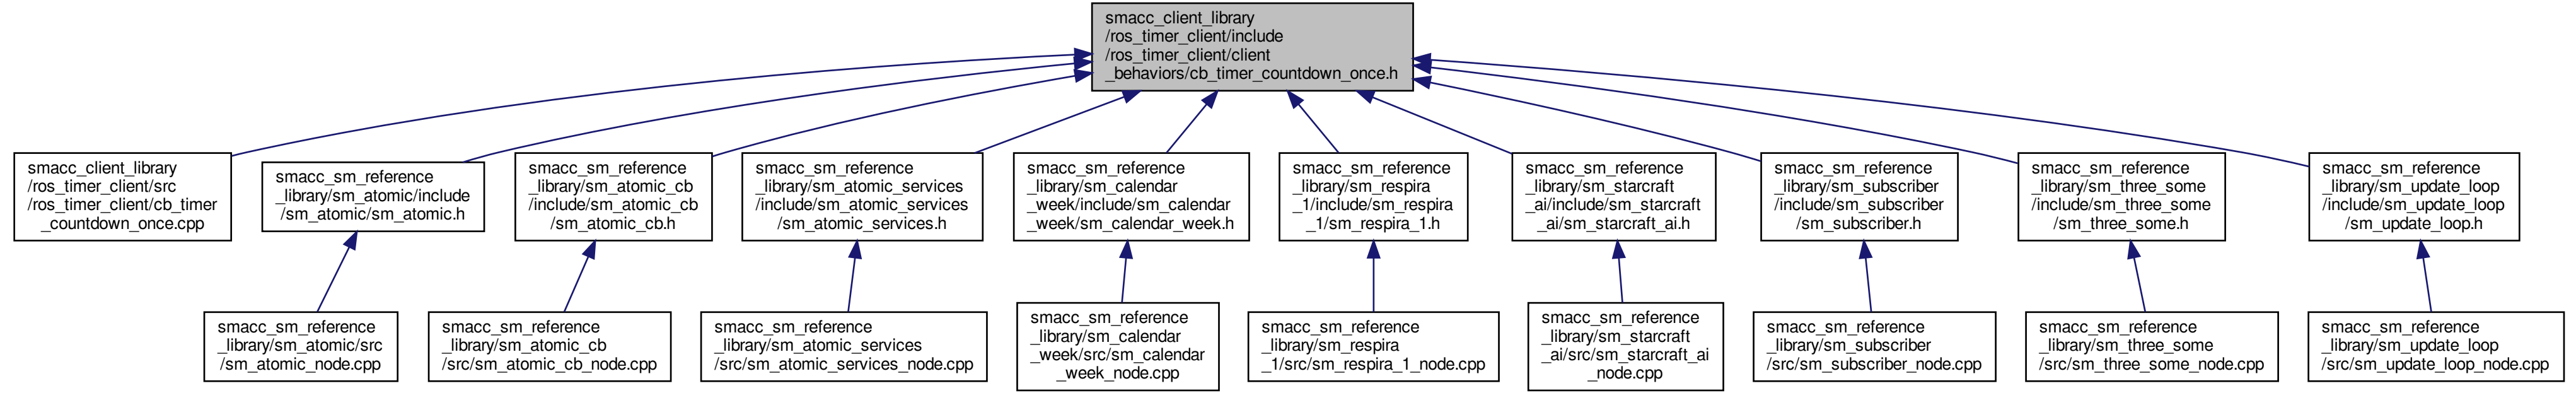 smacc_client_library
/ros_timer_client/include
/ros_timer_client/client
_behaviors/cb_timer_countdown_once.h
smacc_client_library
/ros_timer_client/src
/ros_timer_client/cb_timer
_countdown_once.cpp
smacc_sm_reference
_library/sm_atomic/include
/sm_atomic/sm_atomic.h
smacc_sm_reference
_library/sm_atomic_cb
/include/sm_atomic_cb
/sm_atomic_cb.h
smacc_sm_reference
_library/sm_atomic_services
/include/sm_atomic_services
/sm_atomic_services.h
smacc_sm_reference
_library/sm_calendar
_week/include/sm_calendar
_week/sm_calendar_week.h
smacc_sm_reference
_library/sm_respira
_1/include/sm_respira
_1/sm_respira_1.h
smacc_sm_reference
_library/sm_starcraft
_ai/include/sm_starcraft
_ai/sm_starcraft_ai.h
smacc_sm_reference
_library/sm_subscriber
/include/sm_subscriber
/sm_subscriber.h
smacc_sm_reference
_library/sm_three_some
/include/sm_three_some
/sm_three_some.h
smacc_sm_reference
_library/sm_update_loop
/include/sm_update_loop
/sm_update_loop.h
smacc_sm_reference
_library/sm_atomic/src
/sm_atomic_node.cpp
smacc_sm_reference
_library/sm_atomic_cb
/src/sm_atomic_cb_node.cpp
smacc_sm_reference
_library/sm_atomic_services
/src/sm_atomic_services_node.cpp
smacc_sm_reference
_library/sm_calendar
_week/src/sm_calendar
_week_node.cpp
smacc_sm_reference
_library/sm_respira
_1/src/sm_respira_1_node.cpp
smacc_sm_reference
_library/sm_starcraft
_ai/src/sm_starcraft_ai
_node.cpp
smacc_sm_reference
_library/sm_subscriber
/src/sm_subscriber_node.cpp
smacc_sm_reference
_library/sm_three_some
/src/sm_three_some_node.cpp
smacc_sm_reference
_library/sm_update_loop
/src/sm_update_loop_node.cpp